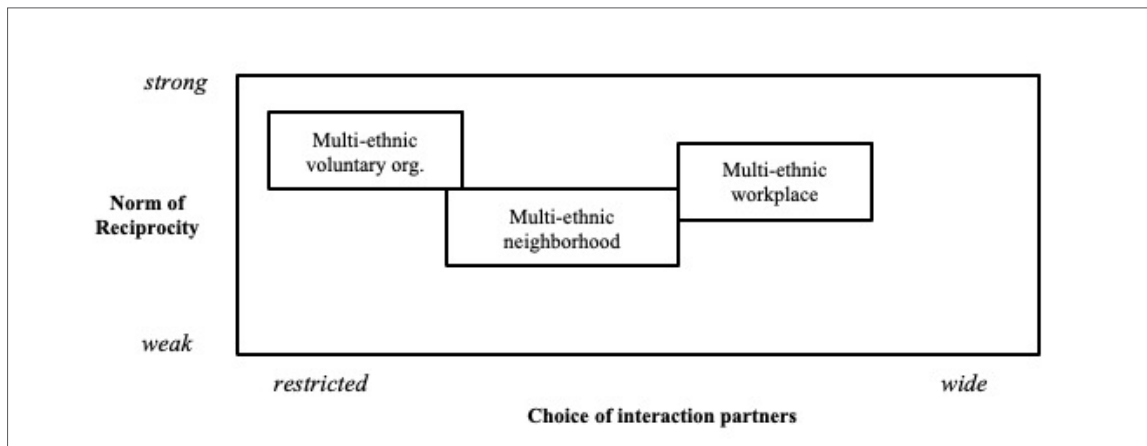 strong
Multi-ethnic
voluntary org.
Multi-ethnic
workplace
Norm of
Reciprocity
Multi-ethnic
neighborhood
weak
restricted
wide
Choice of interaction partners